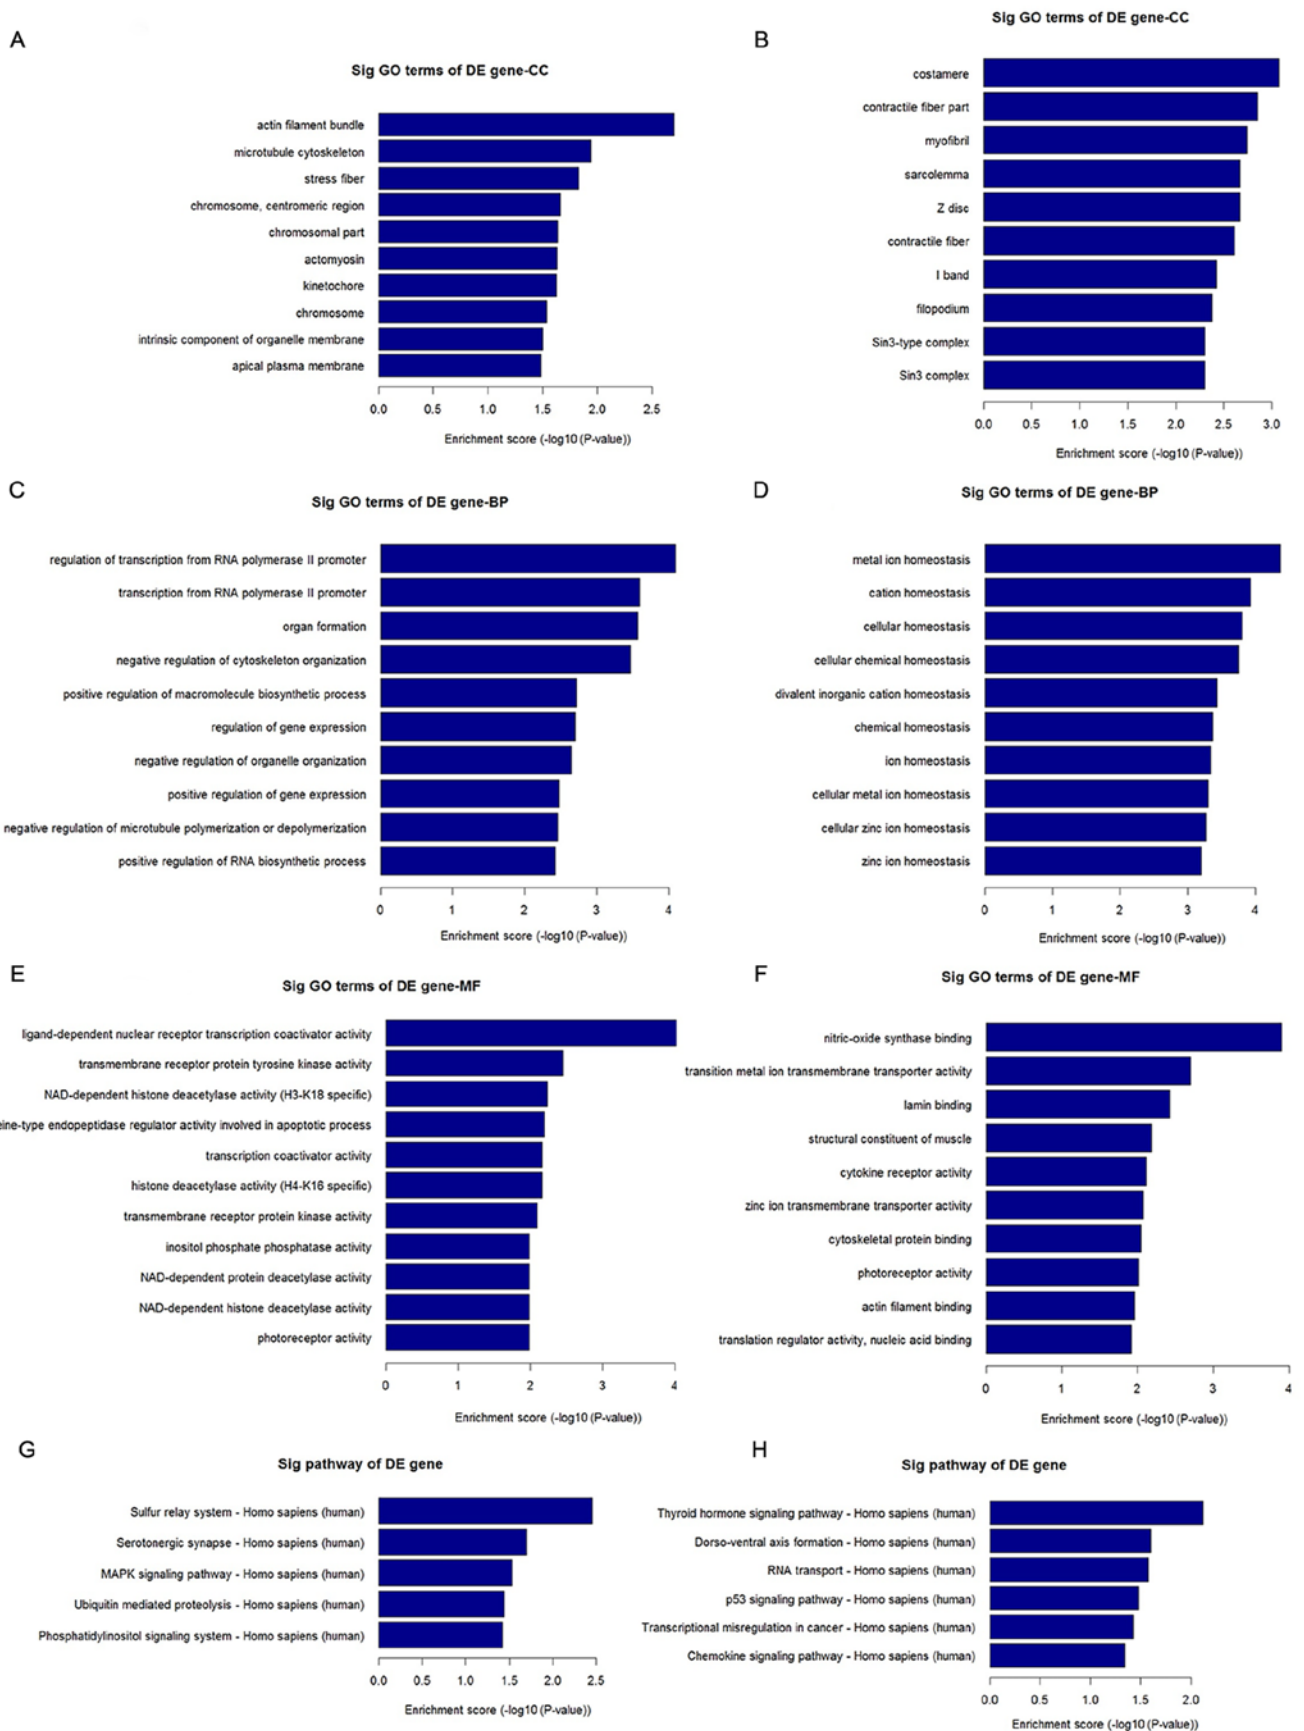 A
Sig GO terms of DE gene-CC
actin filament bundle
microtubule cytoskeleton
stress fiber
chromosome, centromeric region
chromosomal part
actomyosin
kinetochore
chromosome
intrinsic component of organelle membrane
apical plasma membrane
0.0 0.5 1.0 1.5 2.0 2.5
Enrichment score (-log10 (P-value))
B
Sig GO terms of DE gene-CC
costamere
contractile fiber part
myofibril
sarcolemma
Z disc
contractile fiber
I band
filopodium
Sin3-type complex
Sin3 complex
0.0 0.5 1.0 1.5 2.0 2.5 3.0
Enrichment score (-log10 (P-value))
C
Sig GO terms of DE gene-BP
regulation of transcription from RNA polymerase II promoter
transcription from RNA polymerase II promoter
organ formation
negative regulation of cytoskeleton organization
positive regulation of macromolecule biosynthetic process
regulation of gene expression
negative regulation of organelle organization
positive regulation of gene expression
negative regulation of microtubule polymerization or depolymerization
positive regulation of RNA biosynthetic process
0 1 2 3 4
Enrichment score (-log10 (P-value))
D
Sig GO terms of DE gene-BP
metal ion homeostasis
cation homeostasis
cellular homeostasis
cellular chemical homeostasis
divalent inorganic cation homeostasis
chemical homeostasis
ion homeostasis
cellular metal ion homeostasis
cellular zinc ion homeostasis
zinc ion homeostasis
0 1 2 3 4
Enrichment score (-log10 (P-value))
E
Sig GO terms of DE gene-MF
ligand-dependent nuclear receptor transcription coactivator activity
transmembrane receptor protein tyrosine kinase activity
NAD-dependent histone deacetylase activity (H3-K18 specific)
eine-type endopeptidase regulator activity involved in apoptotic process
transcription coactivator activity
histone deacetylase activity (H4-K16 specific)
transmembrane receptor protein kinase activity
inositol phosphate phosphatase activity
NAD-dependent protein deacetylase activity
NAD-dependent histone deacetylase activity
photoreceptor activity
0 1 2 3 4
Enrichment score (-log10 (P-value))
F
Sig GO terms of DE gene-MF
nitric-oxide synthase binding
transition metal ion transmembrane transporter activity
lamin binding
structural constituent of muscle
cytokine receptor activity
zinc ion transmembrane transporter activity
cytoskeletal protein binding
photoreceptor activity
actin filament binding
translation regulator activity, nucleic acid binding
0 1 2 3 4
Enrichment score (-log10 (P-value))
G
Sig pathway of DE gene
Sulfur relay system - Homo sapiens (human)
Serotonergic synapse - Homo sapiens (human)
MAPK signaling pathway - Homo sapiens (human)
Ubiquitin mediated proteolysis - Homo sapiens (human)
Phosphatidylinositol signaling system - Homo sapiens (human)
0.0 0.5 1.0 1.5 2.0 2.5
Enrichment score (-log10 (P-value))
H
Sig pathway of DE gene
Thyroid hormone signaling pathway - Homo sapiens (human)
Dorso-ventral axis formation - Homo sapiens (human)
RNA transport - Homo sapiens (human)
p53 signaling pathway - Homo sapiens (human)
Transcriptional misregulation in cancer - Homo sapiens (human)
Chemokine signaling pathway - Homo sapiens (human)
0.0 0.5 1.0 1.5 2.0
Enrichment score (-log10 (P-value))